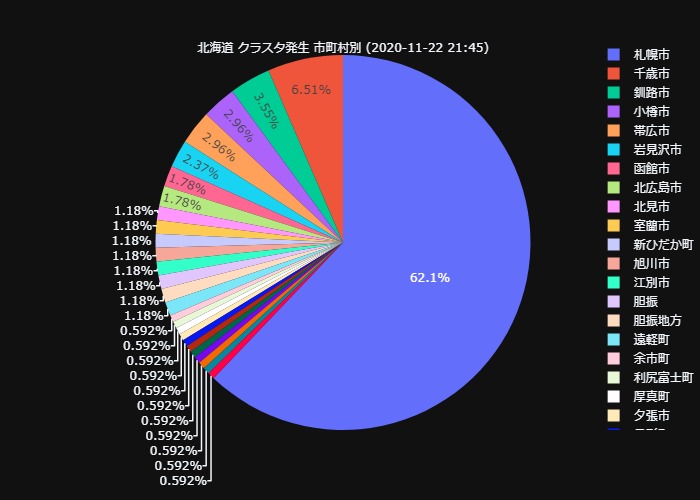 北海道 クラスタ発生 市町村別 (2020-11-22 21:45)
62.1%
6.51%
3.55%
2.96%
2.96%
2.37%
1.78%
1.78%
1.18%
1.18%
1.18%
1.18%
1.18%
1.18%
1.18%
1.18%
0.592%
0.592%
0.592%
0.592%
0.592%
0.592%
0.592%
0.592%
0.592%
0.592%
0.592%
札幌市
千歳市
釧路市
小樽市
帯広市
岩見沢市
函館市
北広島市
北見市
室蘭市
新ひだか町
旭川市
江別市
胆振
胆振地方
遠軽町
余市町
利尻富士町
厚真町
夕張市